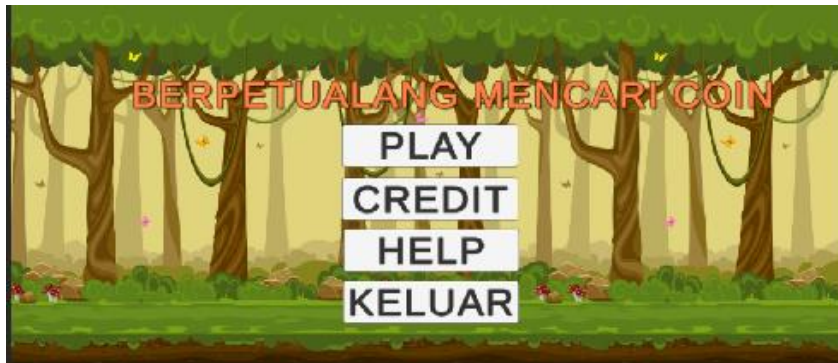 BERPETUALANG MENCARI COIN
PLAY
CREDIT
HELP
KELUAR